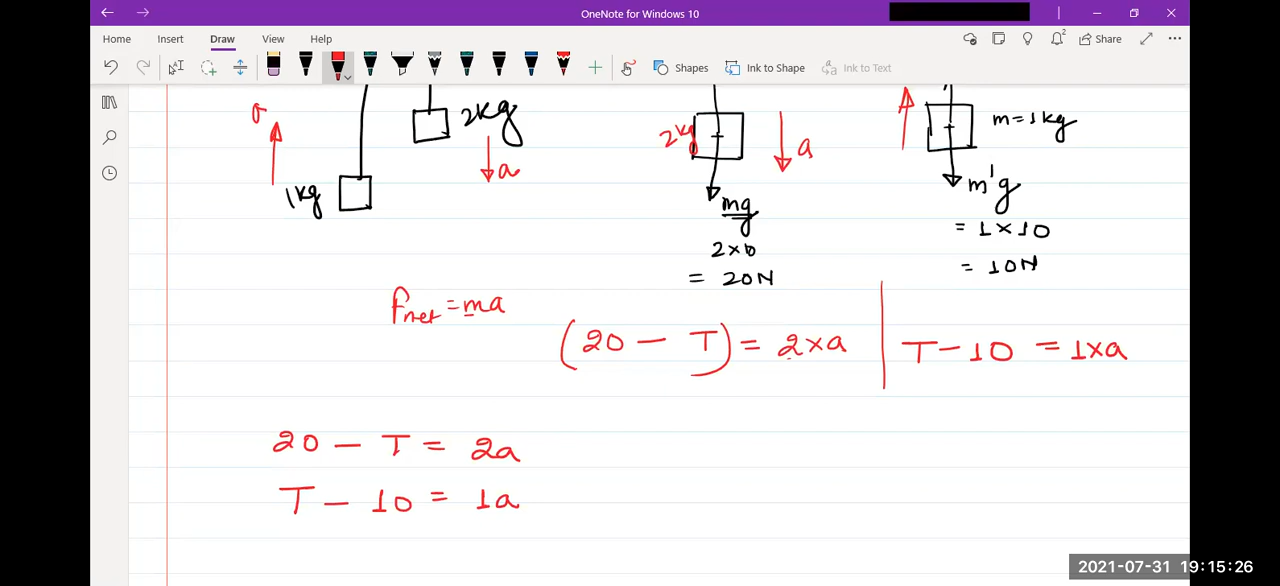 OneNote for Windows 10
Home Insert Draw View Help
Share
Shapes Ink to Shape Ink to Text
2kg
a
1kg
2kg
a
mg
2×10
= 20N
m=1kg
m'g
= 1×10
= 10N
Fnet = ma
(20 - T) = 2×a
T - 10 = 1×a
20 - T = 2a
T - 10 = 1a
2021-07-31 19:15:26